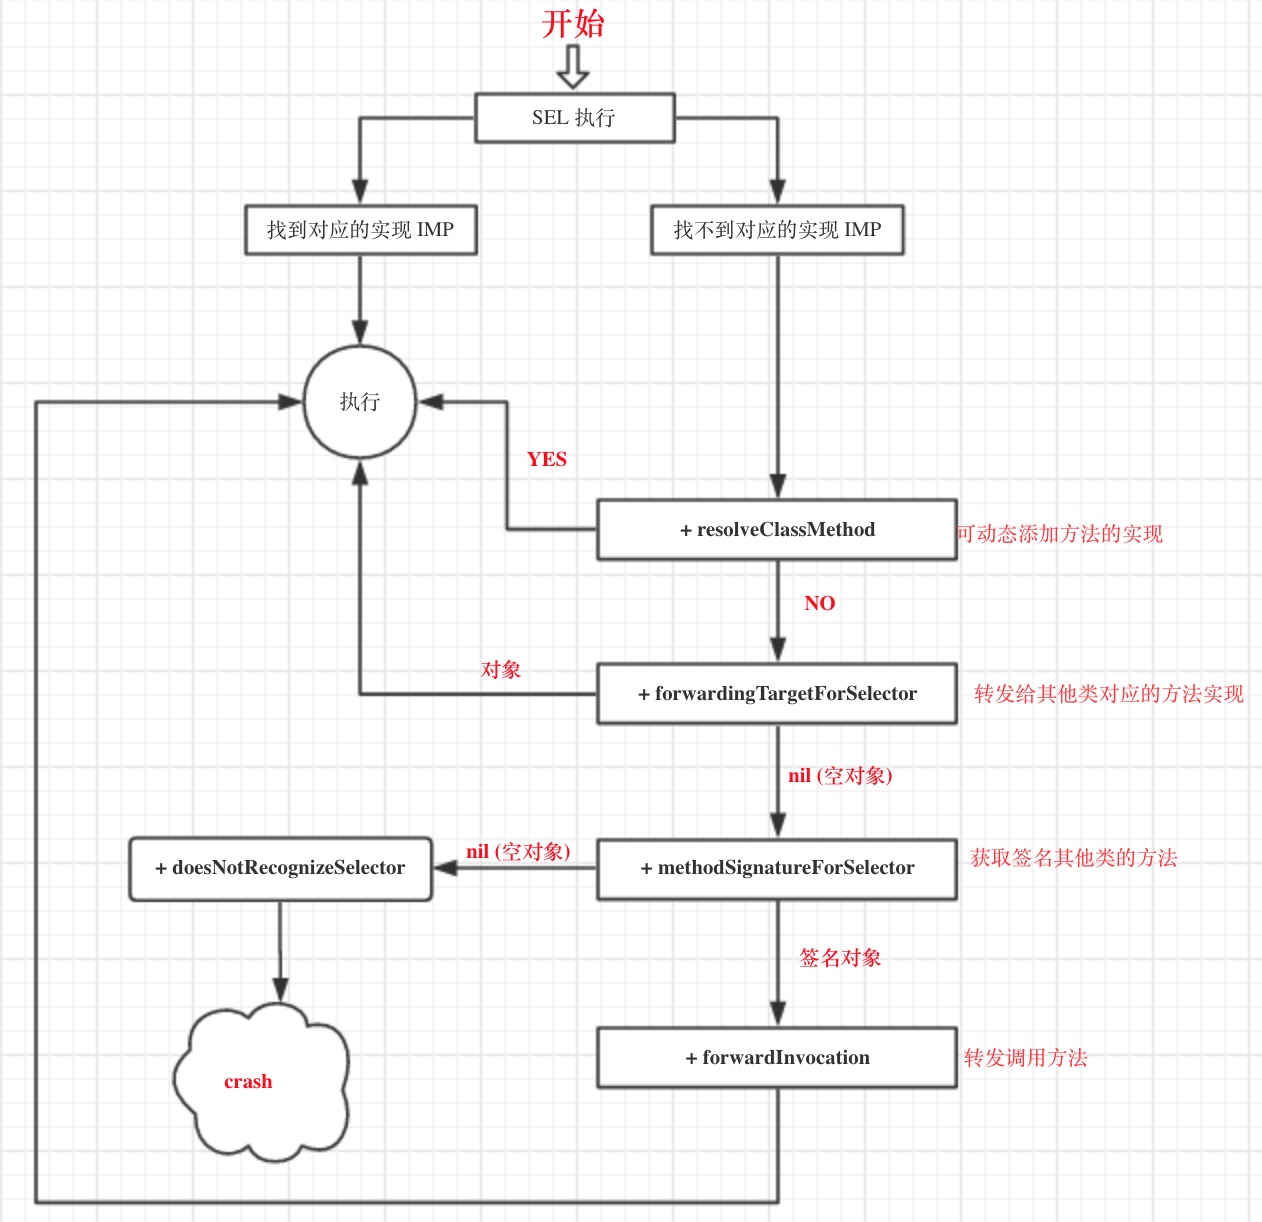 开始
SEL 执行
找到对应的实现 IMP
找不到对应的实现 IMP
执行
YES
+ resolveClassMethod
可动态添加方法的实现
NO
对象
+ forwardingTargetForSelector
转发给其他类对应的方法实现
nil (空对象)
+ doesNotRecognizeSelector
nil (空对象)
+ methodSignatureForSelector
获取签名其他类的方法
签名对象
+ forwardInvocation
转发调用方法
crash